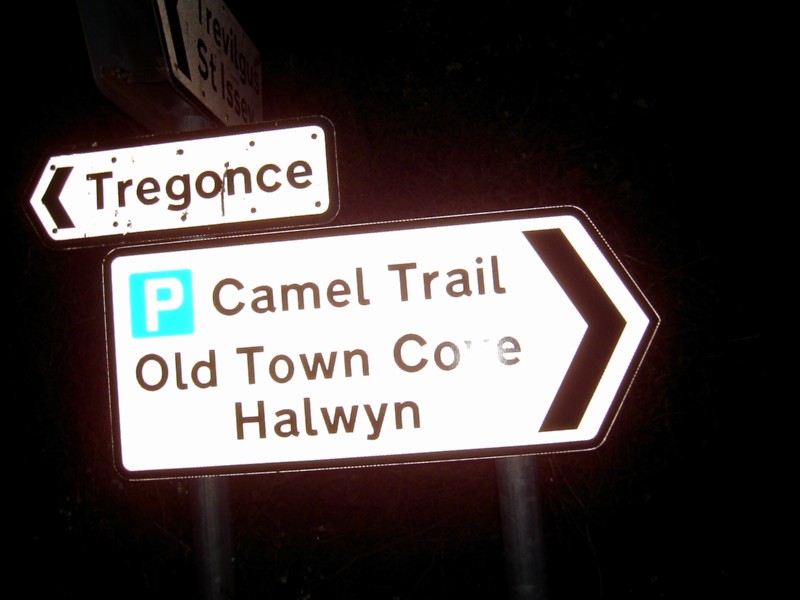 Trevilgus
St Issey
Tregonce
P Camel Trail
Old Town Cove
Halwyn